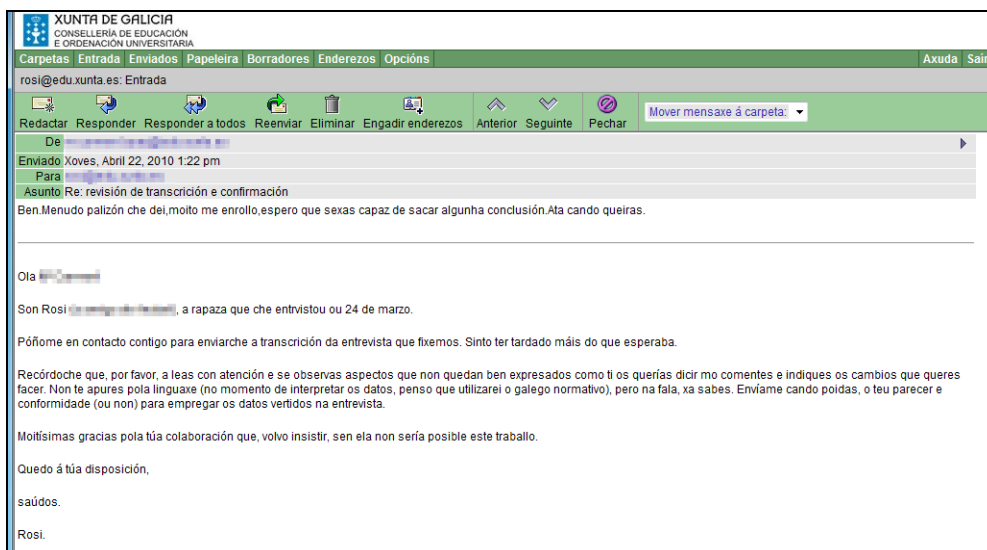 XUNTA DE GALICIA
CONSELLERÍA DE EDUCACIÓN
E ORDENACIÓN UNIVERSITARIA
Carpetas Entrada Enviados Papeleira Borradores Enderezos Opcións Axuda Saír
rosi@edu.xunta.es: Entrada
Redactar Responder Responder a todos Reenviar Eliminar Engadir enderezos Anterior Seguinte Pechar Mover mensaxe á carpeta:
De
Enviado Xoves, Abril 22, 2010 1:22 pm
Para
Asunto Re: revisión de transcrición e confirmación
Ben.Menudo palizón che dei,moito me enrollo,espero que sexas capaz de sacar algunha conclusión.Ata cando queiras.
Ola
Son Rosi , a rapaza que che entrvistou ou 24 de marzo.
Póñome en contacto contigo para enviarche a transcrición da entrevista que fixemos. Sinto ter tardado máis do que esperaba.
Recórdoche que, por favor, a leas con atención e se observas aspectos que non quedan ben expresados como ti os querías dicir mo comentes e indiques os cambios que queres
facer. Non te apures pola linguaxe (no momento de interpretar os datos, penso que utilizarei o galego normativo), pero na fala, xa sabes. Envíame cando poidas, o teu parecer e
conformidade (ou non) para empregar os datos vertidos na entrevista.
Moitísimas gracias pola túa colaboración que, volvo insistir, sen ela non sería posible este traballo.
Quedo á túa disposición,
saúdos.
Rosi.